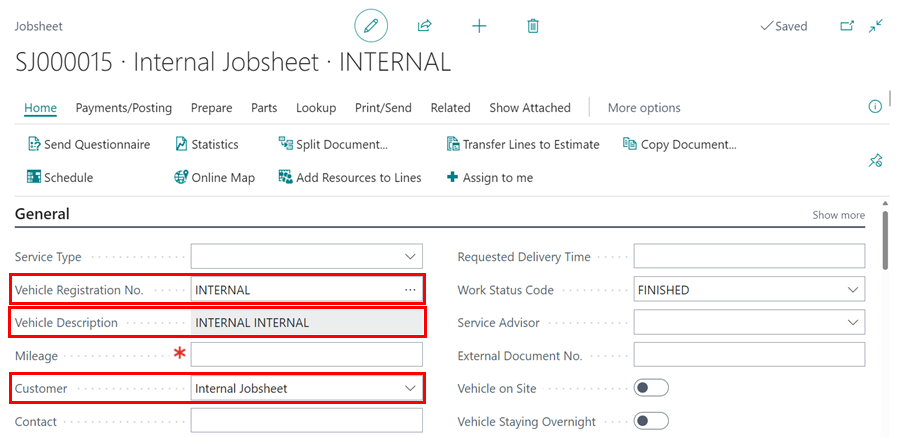 Jobsheet
Saved
SJ000015 · Internal Jobsheet · INTERNAL
Home Payments/Posting Prepare Parts Lookup Print/Send Related Show Attached More options
Send Questionnaire Statistics Split Document... Transfer Lines to Estimate Copy Document...
Schedule Online Map Add Resources to Lines Assign to me
General Show more
Service Type Requested Delivery Time
Vehicle Registration No. INTERNAL Work Status Code FINISHED
Vehicle Description INTERNAL INTERNAL Service Advisor
Mileage External Document No.
Customer Internal Jobsheet Vehicle on Site
Contact Vehicle Staying Overnight